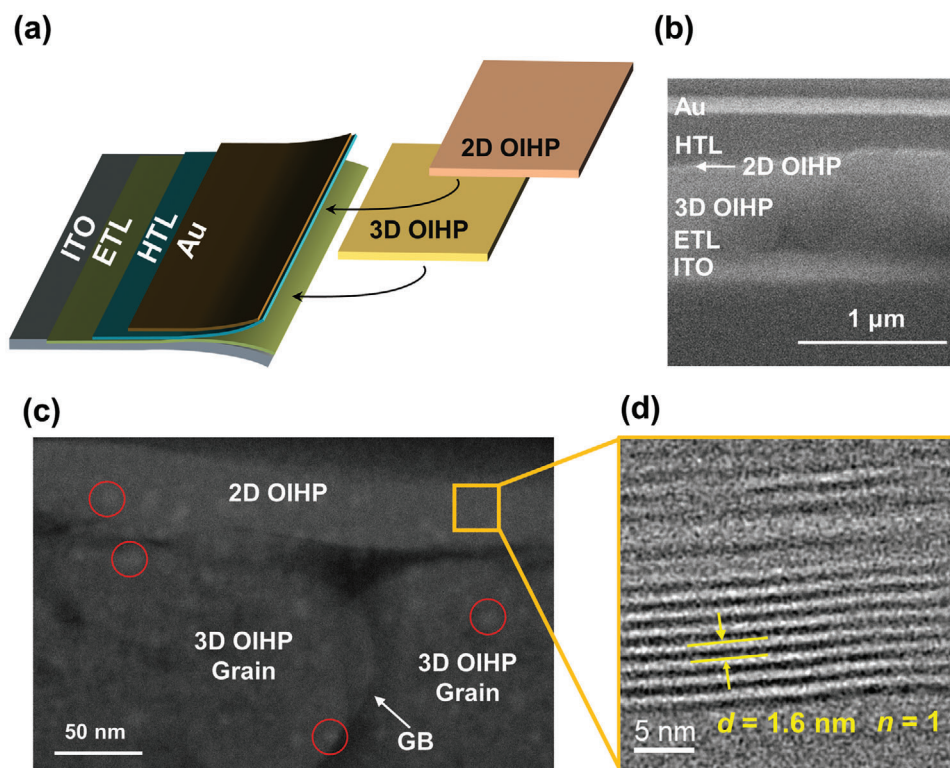 (a)
ITO
ETL
HTL
Au
2D OIHP
3D OIHP
(b)
Au
HTL
2D OIHP
3D OIHP
ETL
ITO
1 µm
(c)
2D OIHP
3D OIHP
Grain
3D OIHP
Grain
GB
50 nm
(d)
d = 1.6 nm n = 1
5 nm